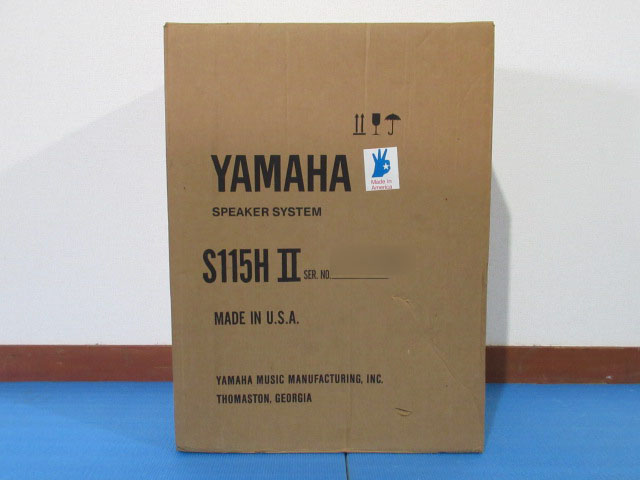 YAMAHA
Made in
America
SPEAKER SYSTEM
S115H II SER. NO.
MADE IN U.S.A.
YAMAHA MUSIC MANUFACTURING, INC.
THOMASTON, GEORGIA